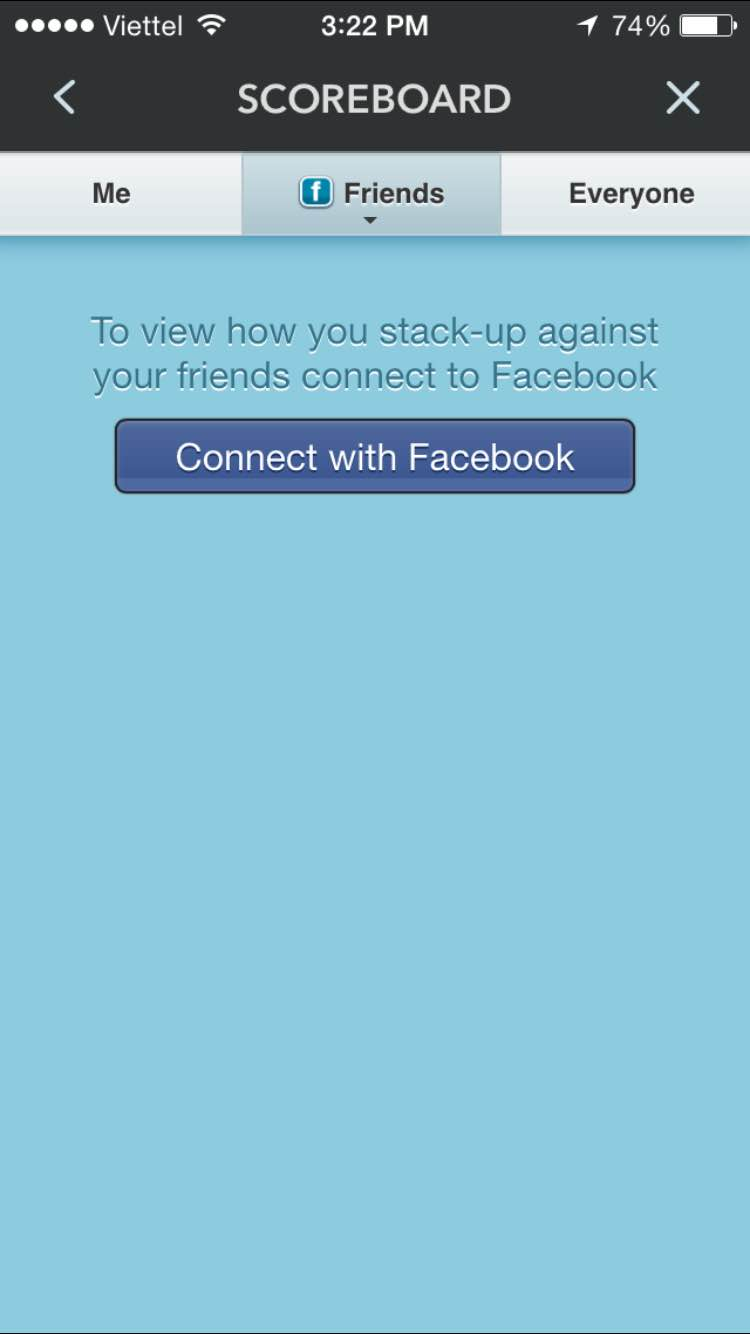 Viettel 3:22 PM 74%
SCOREBOARD
Me f Friends Everyone
To view how you stack-up against
your friends connect to Facebook
Connect with Facebook